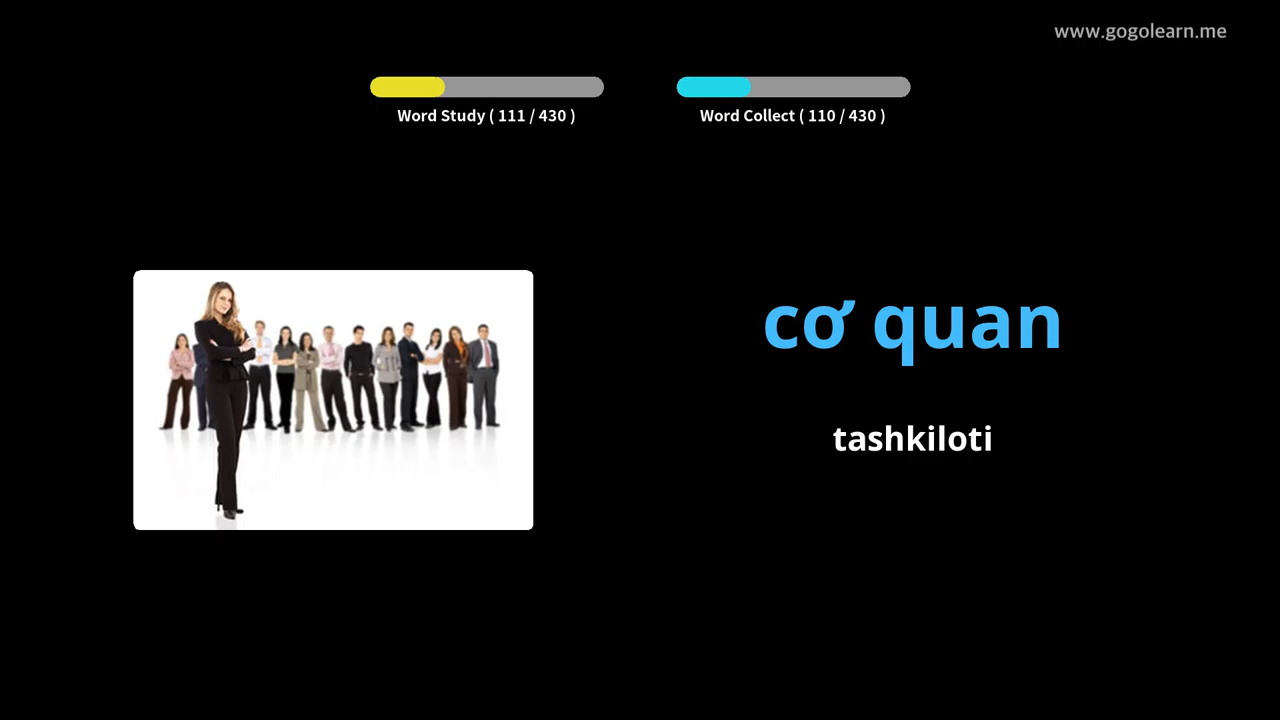 www.gogolearn.me
Word Study ( 111 / 430 )
Word Collect ( 110 / 430 )
cơ quan
tashkiloti